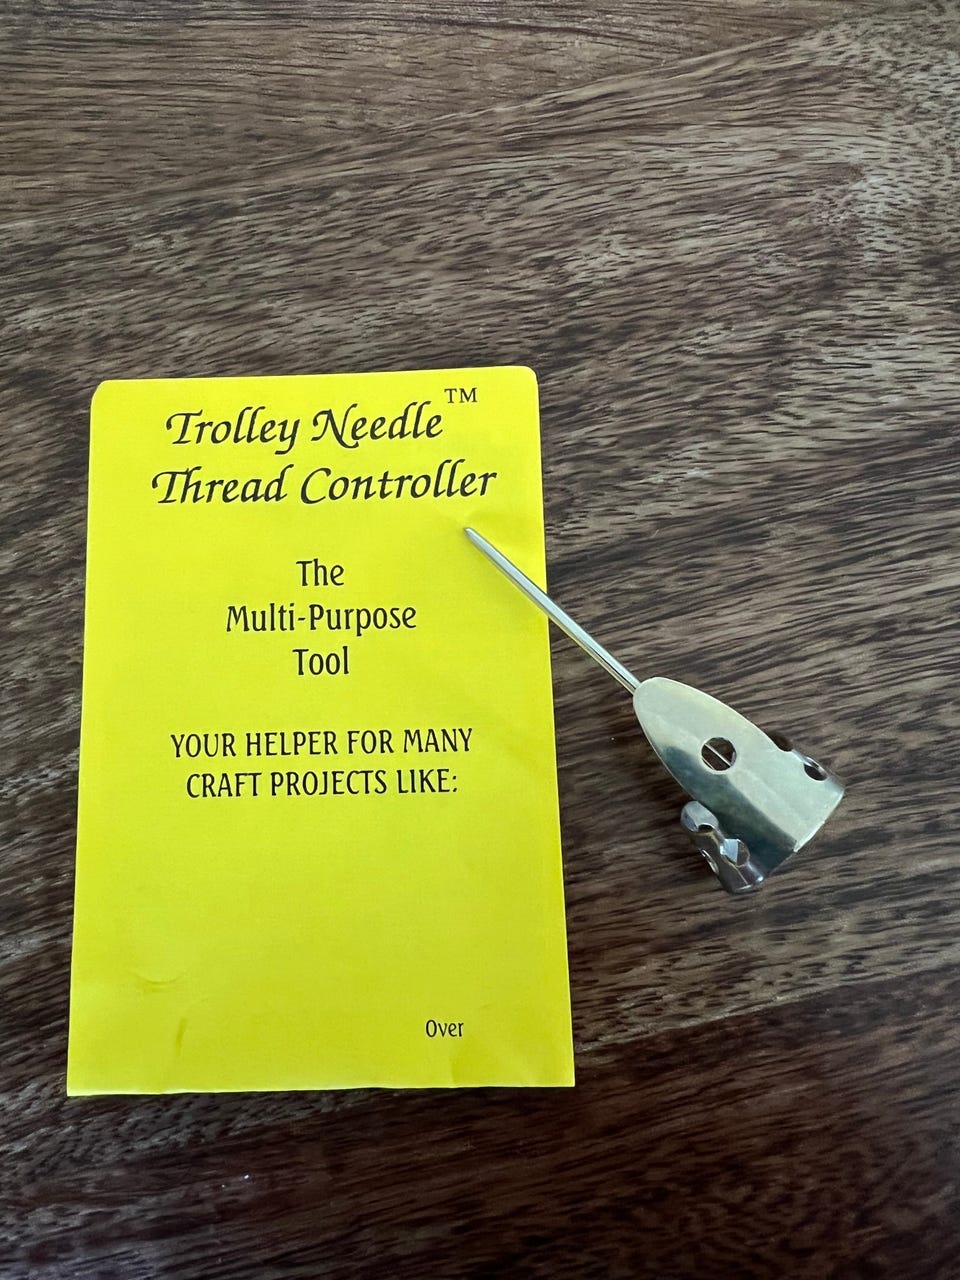 Trolley Needle™
Thread Controller
The
Multi-Purpose
Tool
YOUR HELPER FOR MANY
CRAFT PROJECTS LIKE:
Over